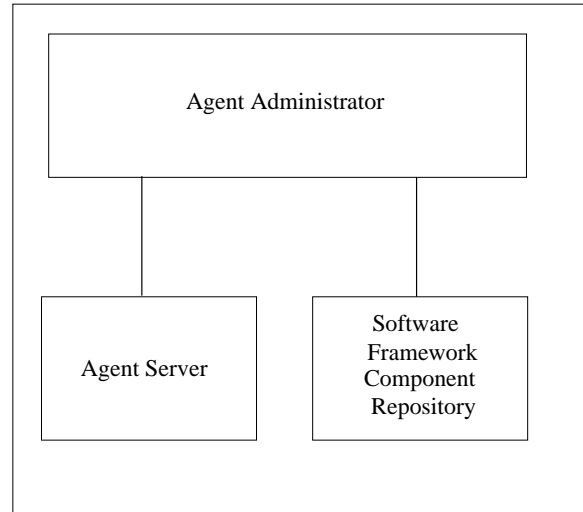 Agent Administrator
Agent Server
Software
Framework
Component
Repository